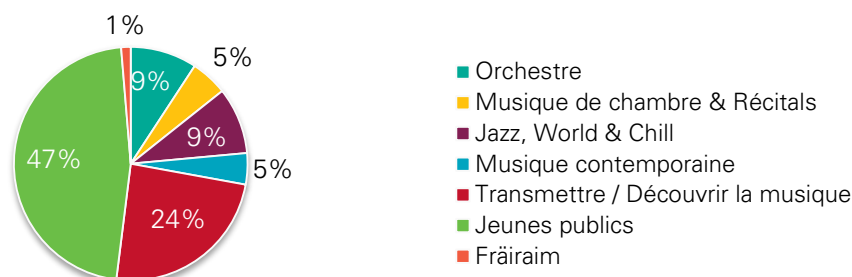 1%
5%
9%
9%
47%
5%
24%
Orchestre
Musique de chambre & Récitals
Jazz, World & Chill
Musique contemporaine
Transmettre / Découvrir la musique
Jeunes publics
Fräiraim